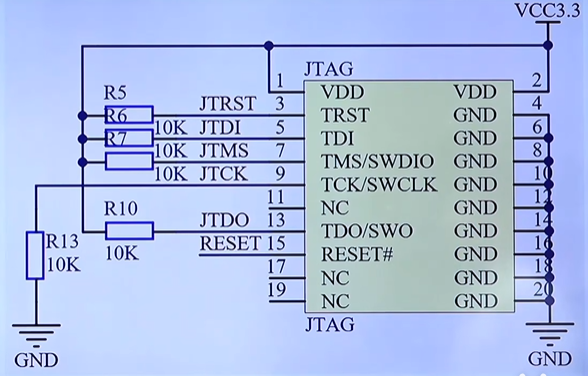 VCC3.3
JTAG
1 VDD VDD 2
R5 JTRST 3 TRST GND 4
R6 10K JTDI 5 TDI GND 6
R7 10K JTMS 7 TMS/SWDIO GND 8
10K JTCK 9 TCK/SWCLK GND 10
11 NC GND 12
R10 JTDO 13 TDO/SWO GND 14
R13 10K RESET 15 RESET# GND 16
10K 17 NC GND 18
19 NC GND 20
JTAG
GND GND